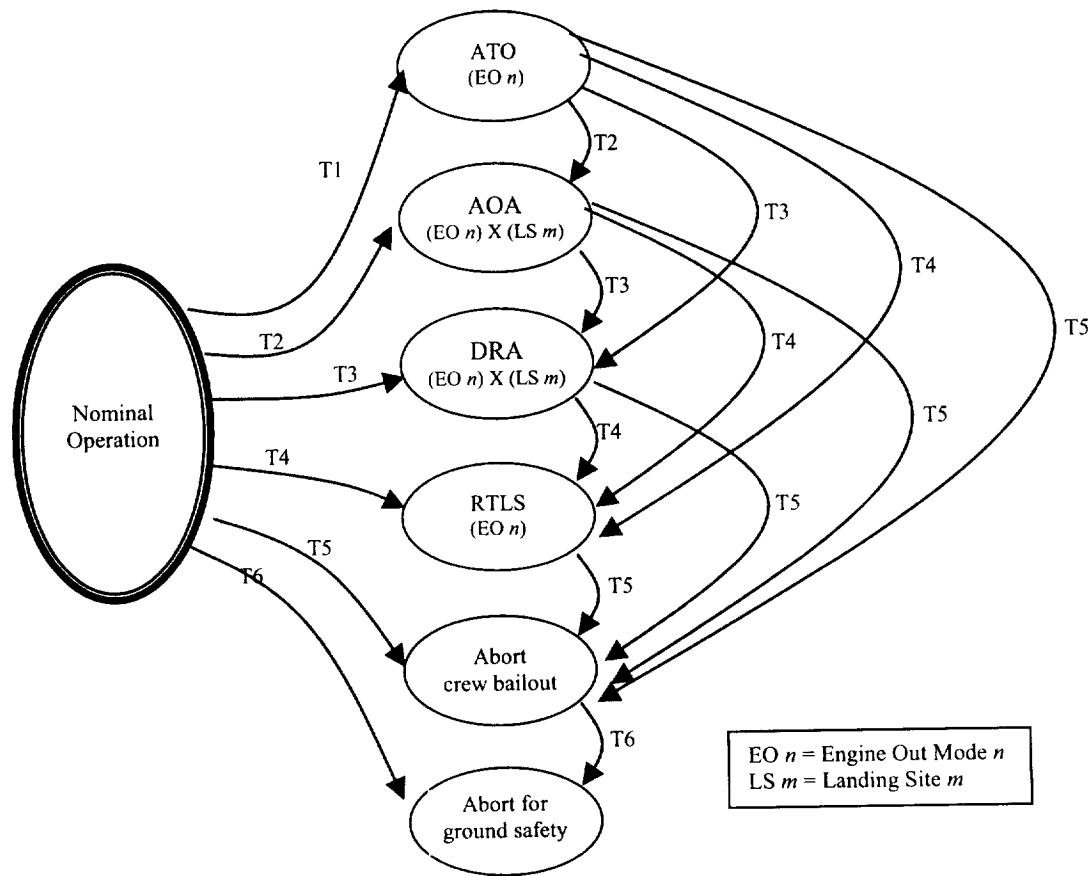 ATO
(EO n)
T1
T2
T3
T4
T5
AOA
(EO n) X (LS m)
T2
T3
T4
T5
DRA
(EO n) X (LS m)
T3
T4
T5
Nominal
Operation
T4
RTLS
(EO n)
T5
T6
T5
Abort
crew bailout
T6
Abort for
ground safety
EO n = Engine Out Mode n
LS m = Landing Site m